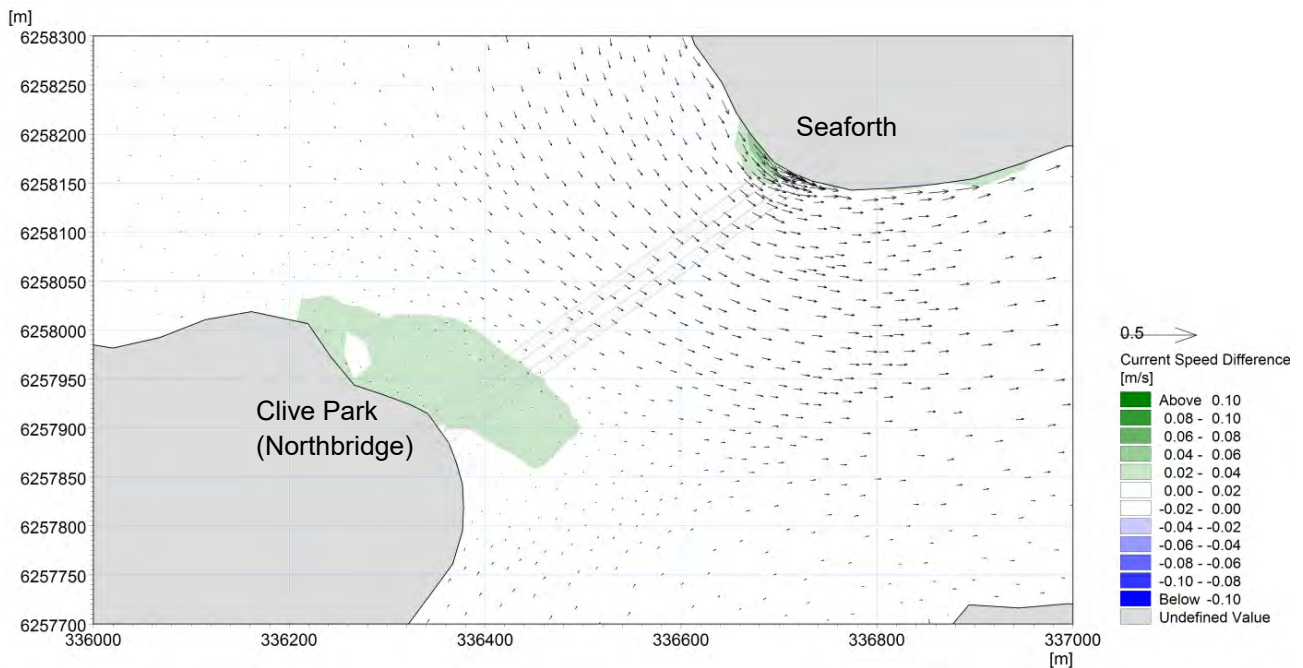 [m]
6258300
6258250
6258200
6258150
6258100
6258050
6258000
6257950
6257900
6257850
6257800
6257750
6257700
336000
336200
336400
336600
336800
337000
[m]
Seaforth
Clive Park
(Northbridge)
0.5
Current Speed Difference
[m/s]
Above 0.10
0.08 - 0.10
0.06 - 0.08
0.04 - 0.06
0.02 - 0.04
0.00 - 0.02
-0.02 - 0.00
-0.04 - -0.02
-0.06 - -0.04
-0.08 - -0.06
-0.10 - -0.08
Below -0.10
Undefined Value